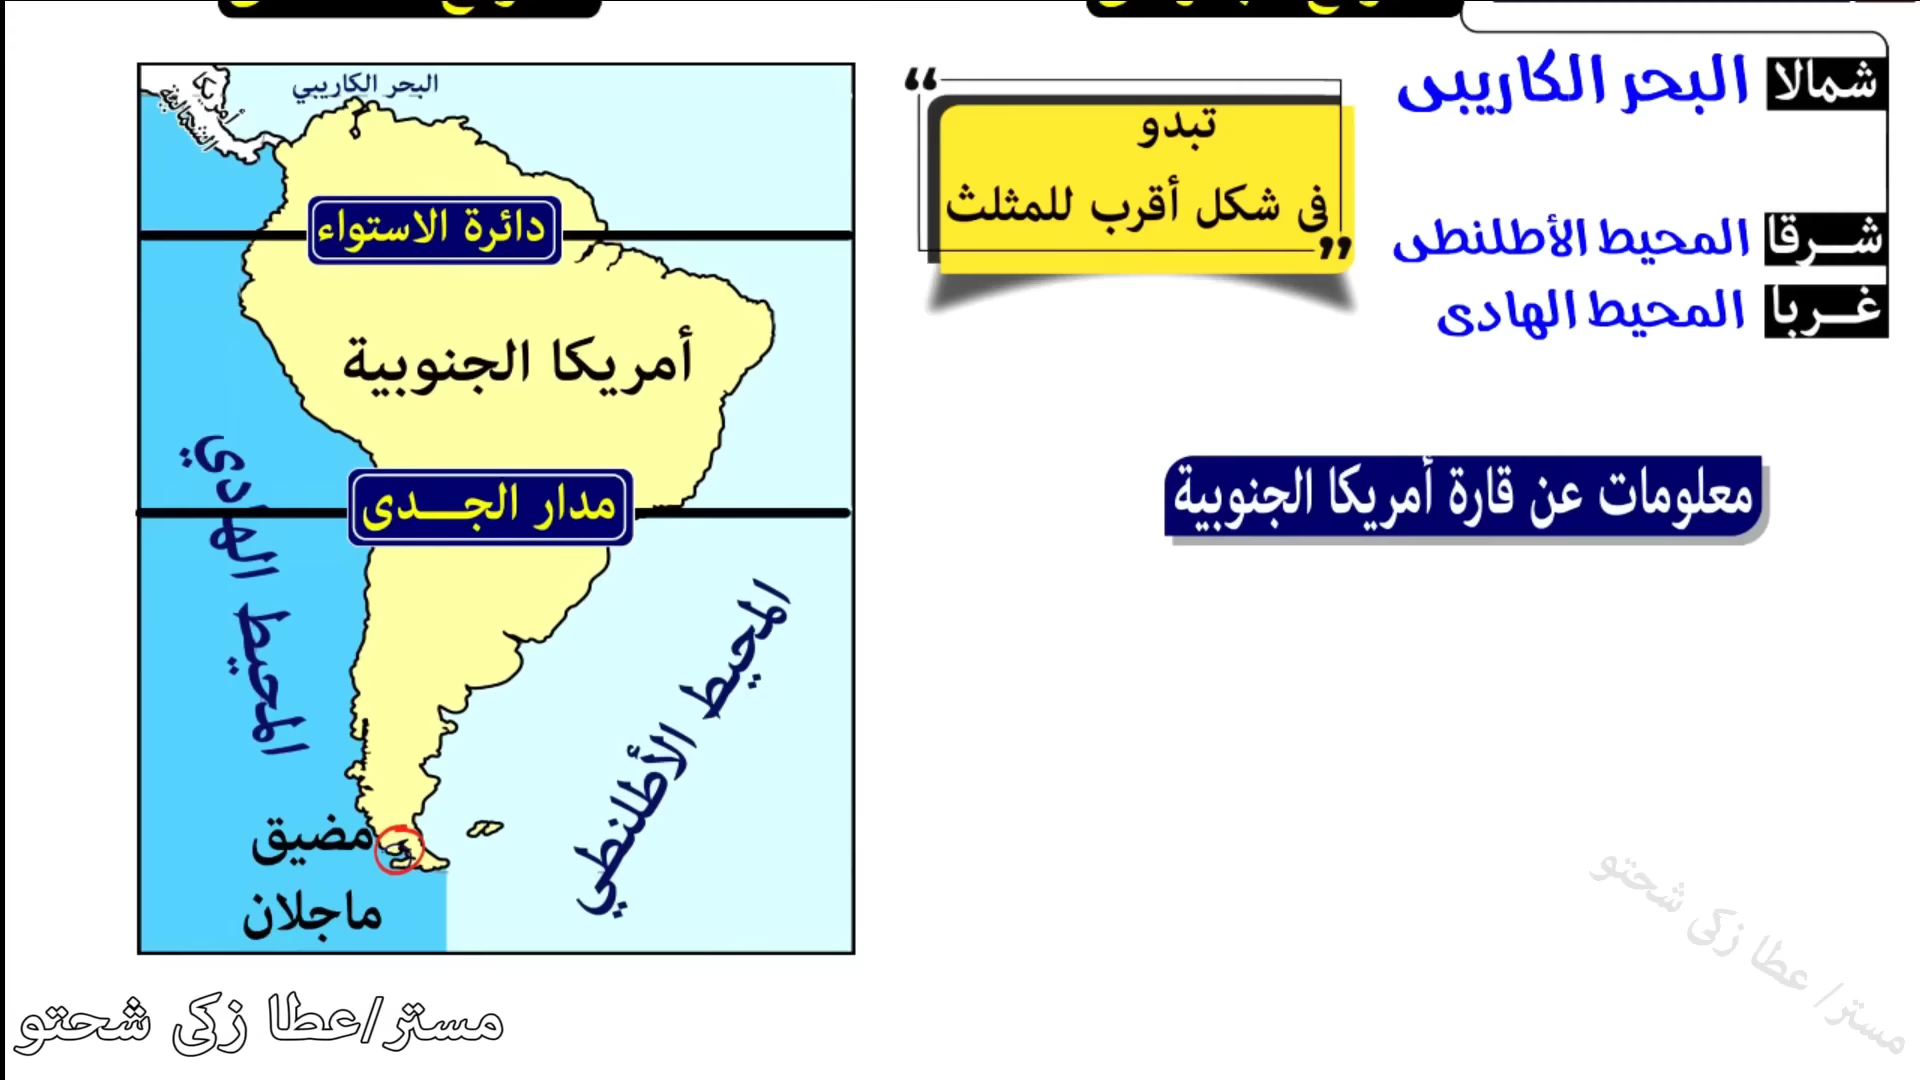 شمالا البحر الكاريبى
شرقا المحيط الأطلنطى
غربا المحيط الهادى
“
تبدو
فى شكل أقرب للمثلث
”
معلومات عن قارة أمريكا الجنوبية
البحر الكاريبي
أمريكا
الشمالية
دائرة الاستواء
أمريكا الجنوبية
مدار الجدى
المحيط الهادي
المحيط الأطلنطي
مضيق
ماجلان
مستر/عطا زكى شحتو
مستر/ عطا زكى شحتو